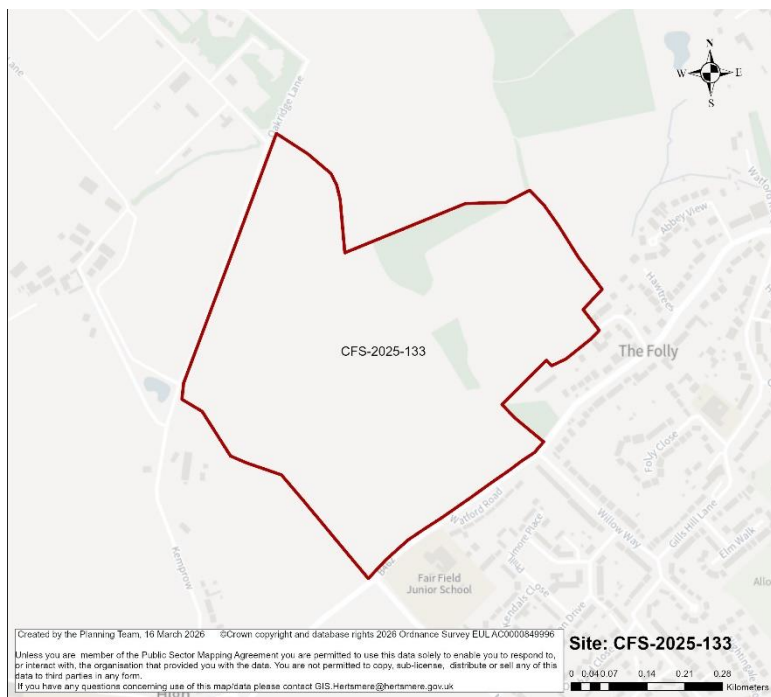 N
W E
S
Oakridge Lane
Abbey View
Watford
Hawtrees
CFS-2025-133
The Folly
Folly Close
Watford Road
Willow Way
Gills Hill Lane
Elm Walk
Kemprow
B462
Fair Field
Junior School
Kendals Close
Created by the Planning Team, 16 March 2026 ©Crown copyright and database rights 2026 Ordnance Survey EUL AC0000849996
Unless you are member of the Public Sector Mapping Agreement you are permitted to use this data solely to enable you to respond to,
or interact with, the organisation that provided you with the data. You are not permitted to copy, sub-license, distribute or sell any of this
data to third parties in any form.
If you have any questions concerning use of this map/data please contact GIS.Hertsmere@hertsmere.gov.uk
Site: CFS-2025-133
0 0.04 0.07 0.14 0.21 0.28
Kilometers